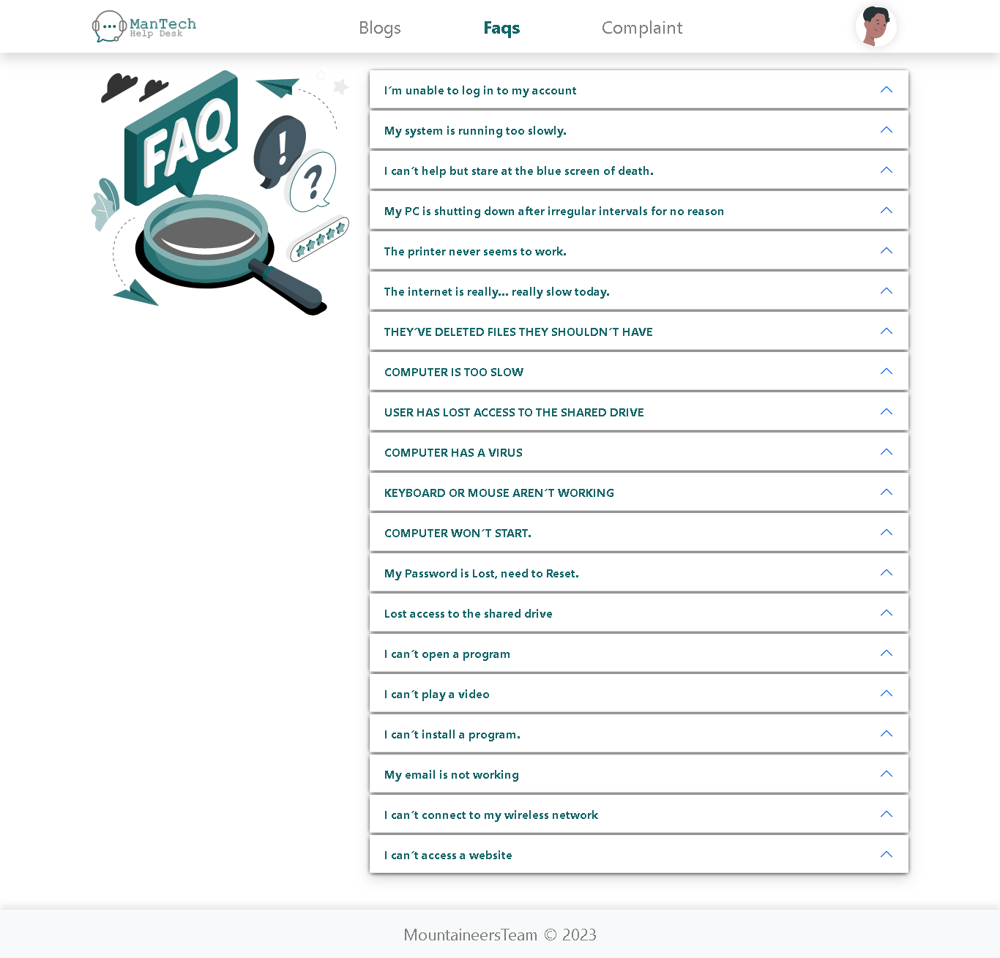 ManTech
Help Desk
Blogs
Faqs
Complaint
FAQ
!
?
I´m unable to log in to my account
My system is running too slowly.
I can´t help but stare at the blue screen of death.
My PC is shutting down after irregular intervals for no reason
The printer never seems to work.
The internet is really... really slow today.
THEY´VE DELETED FILES THEY SHOULDN´T HAVE
COMPUTER IS TOO SLOW
USER HAS LOST ACCESS TO THE SHARED DRIVE
COMPUTER HAS A VIRUS
KEYBOARD OR MOUSE AREN´T WORKING
COMPUTER WON´T START.
My Password is Lost, need to Reset.
Lost access to the shared drive
I can´t open a program
I can´t play a video
I can´t install a program.
My email is not working
I can´t connect to my wireless network
I can´t access a website
MountaineersTeam © 2023